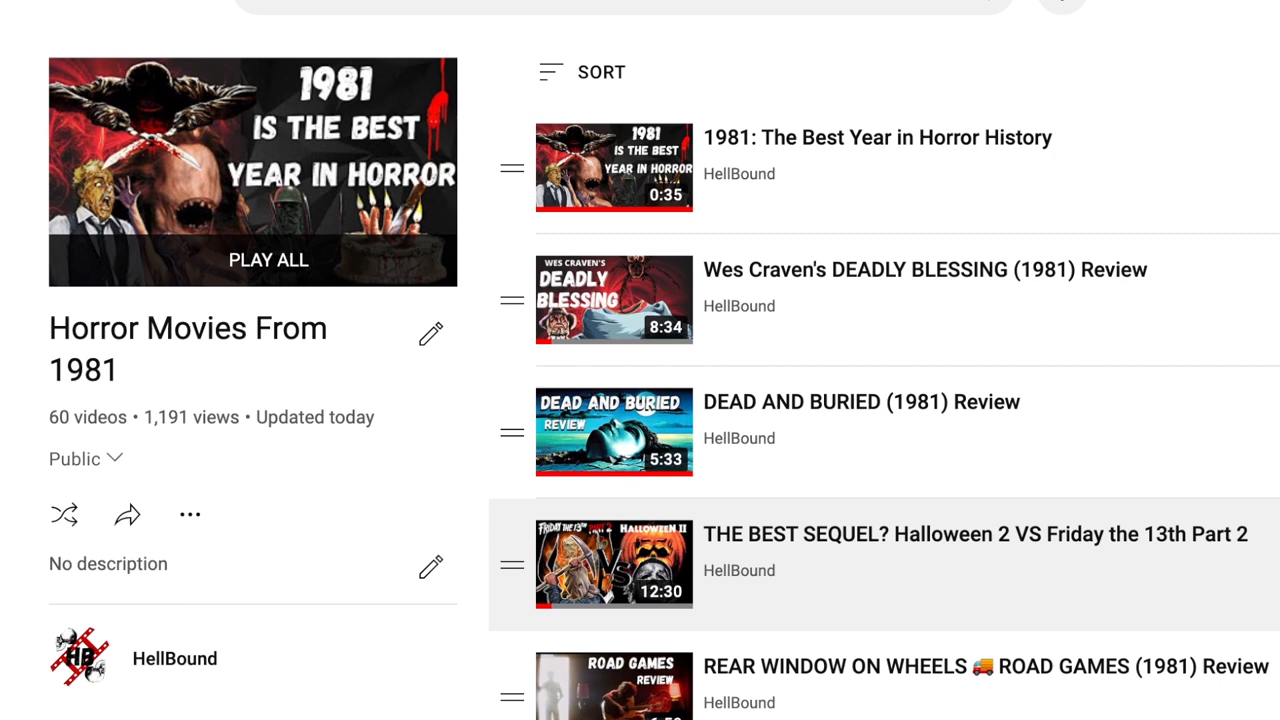 1981
IS THE BEST
YEAR IN HORROR
PLAY ALL
Horror Movies From
1981
60 videos • 1,191 views • Updated today
Public
No description
HB
HellBound
SORT
1981
IS THE BEST
YEAR IN HORROR
0:35
1981: The Best Year in Horror History
HellBound
WES CRAVEN'S
DEADLY
BLESSING
8:34
Wes Craven's DEADLY BLESSING (1981) Review
HellBound
DEAD AND BURIED
REVIEW
5:33
DEAD AND BURIED (1981) Review
HellBound
FRIDAY THE 13TH PART 2 HALLOWEEN II
VS
12:30
THE BEST SEQUEL? Halloween 2 VS Friday the 13th Part 2
HellBound
ROAD GAMES
REVIEW
REAR WINDOW ON WHEELS 🚚 ROAD GAMES (1981) Review
HellBound